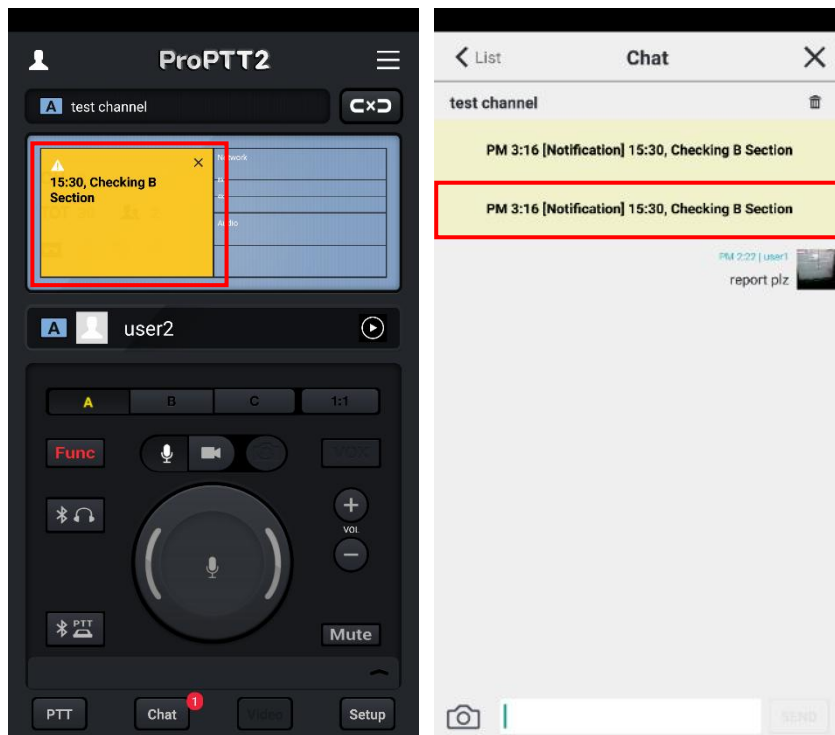 ProPTT2
A test channel
15:30, Checking B
Section
Network
Audio
A user2
A B C 1:1
Func
VOX
VOL
PTT
Mute
PTT Chat 1 Video Setup
List Chat
test channel
PM 3:16 [Notification] 15:30, Checking B Section
PM 3:16 [Notification] 15:30, Checking B Section
PM 2:22 | user1
report plz
SEND